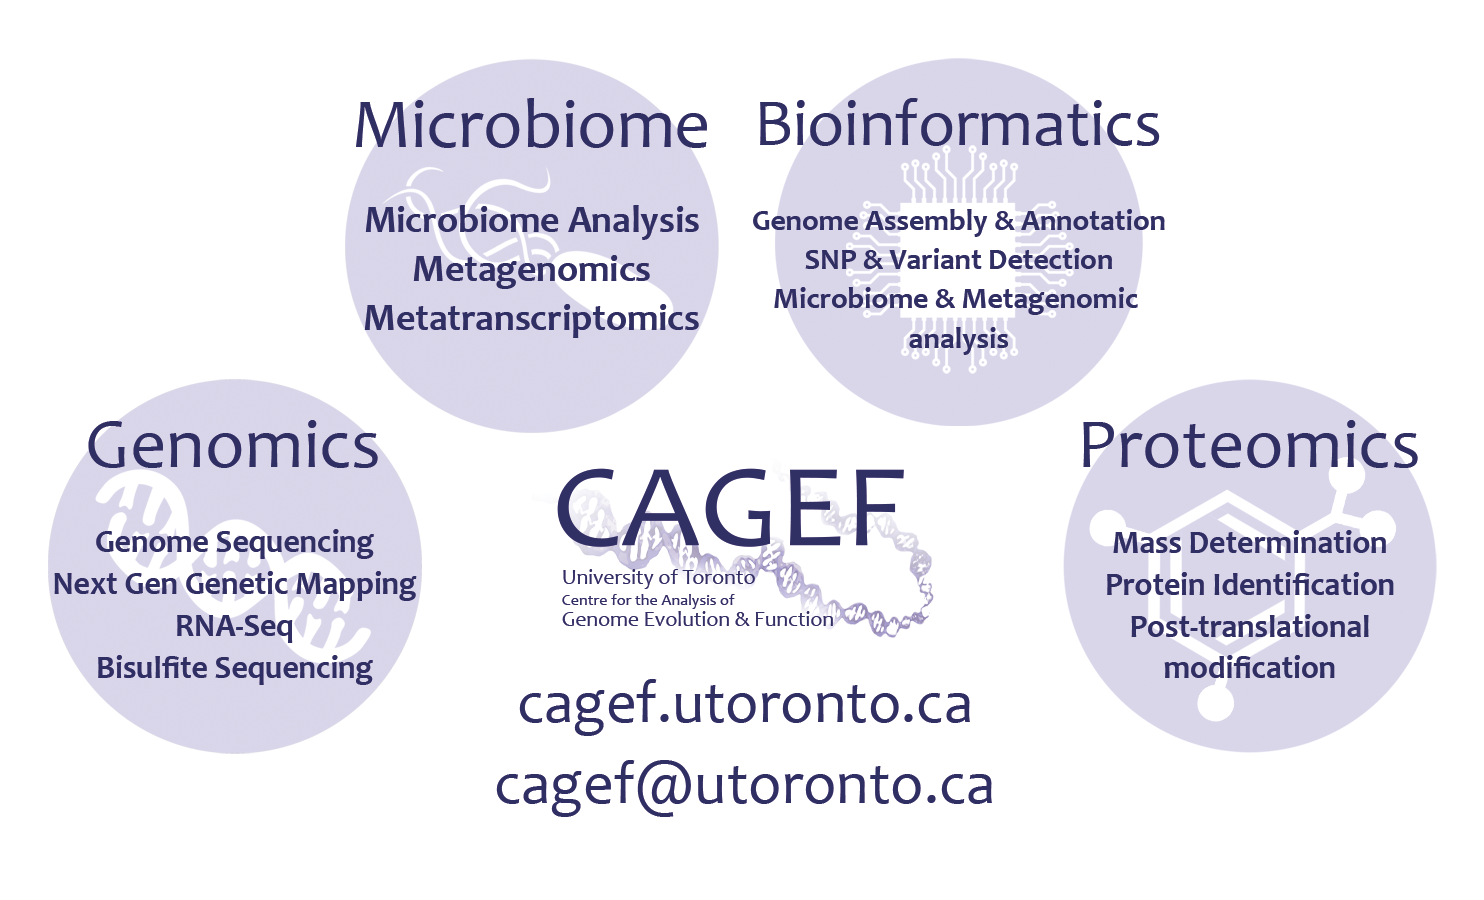 Microbiome
Microbiome Analysis
Metagenomics
Metatranscriptomics
Bioinformatics
Genome Assembly & Annotation
SNP & Variant Detection
Microbiome & Metagenomic
analysis
Genomics
Genome Sequencing
Next Gen Genetic Mapping
RNA-Seq
Bisulfite Sequencing
CAGEF
University of Toronto
Centre for the Analysis of
Genome Evolution & Function
cagef.utoronto.ca
cagef@utoronto.ca
Proteomics
Mass Determination
Protein Identification
Post-translational
modification